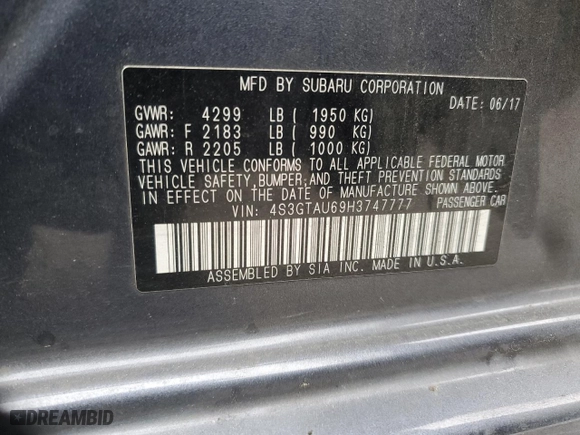 MFD BY SUBARU CORPORATION
DATE: 06/17
GVWR: 4299 LB ( 1950 KG)
GAWR: F 2183 LB ( 990 KG)
GAWR: R 2205 LB ( 1000 KG)
THIS VEHICLE CONFORMS TO ALL APPLICABLE FEDERAL MOTOR
VEHICLE SAFETY, BUMPER, AND THEFT PREVENTION STANDARDS
IN EFFECT ON THE DATE OF MANUFACTURE SHOWN ABOVE.
VIN: 4S3GTAU69H3747777 PASSENGER CAR
ASSEMBLED BY SIA INC. MADE IN U.S.A.
DREAMBID